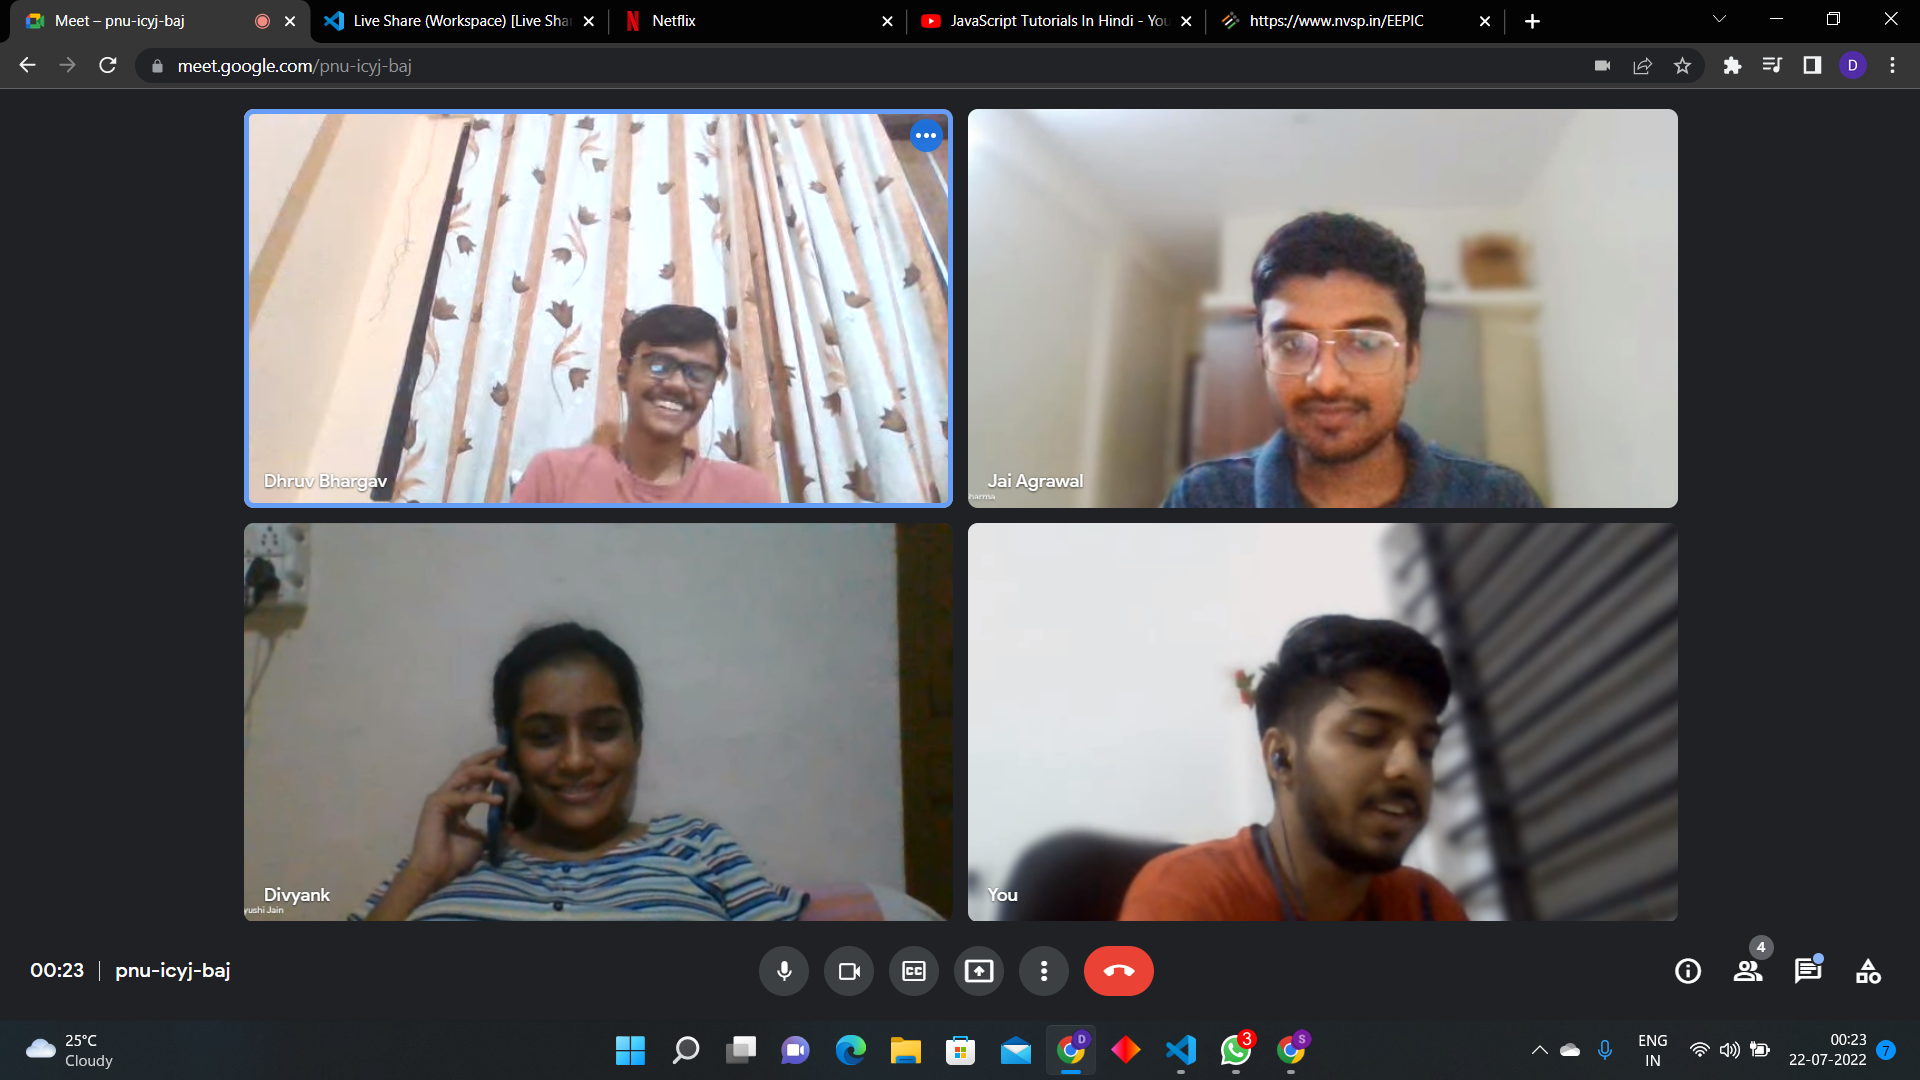 Meet – pnu-icyj-baj
Live Share (Workspace) [Live Sha
Netflix
JavaScript Tutorials In Hindi - You
https://www.nvsp.in/EEPIC
meet.google.com/pnu-icyj-baj
D
Dhruv Bhargav
Jai Agrawal
harma
Divyank
yushi Jain
You
00:23 | pnu-icyj-baj
CC
4
25°C
Cloudy
D
3
S
ENG
IN
00:23
22-07-2022
7